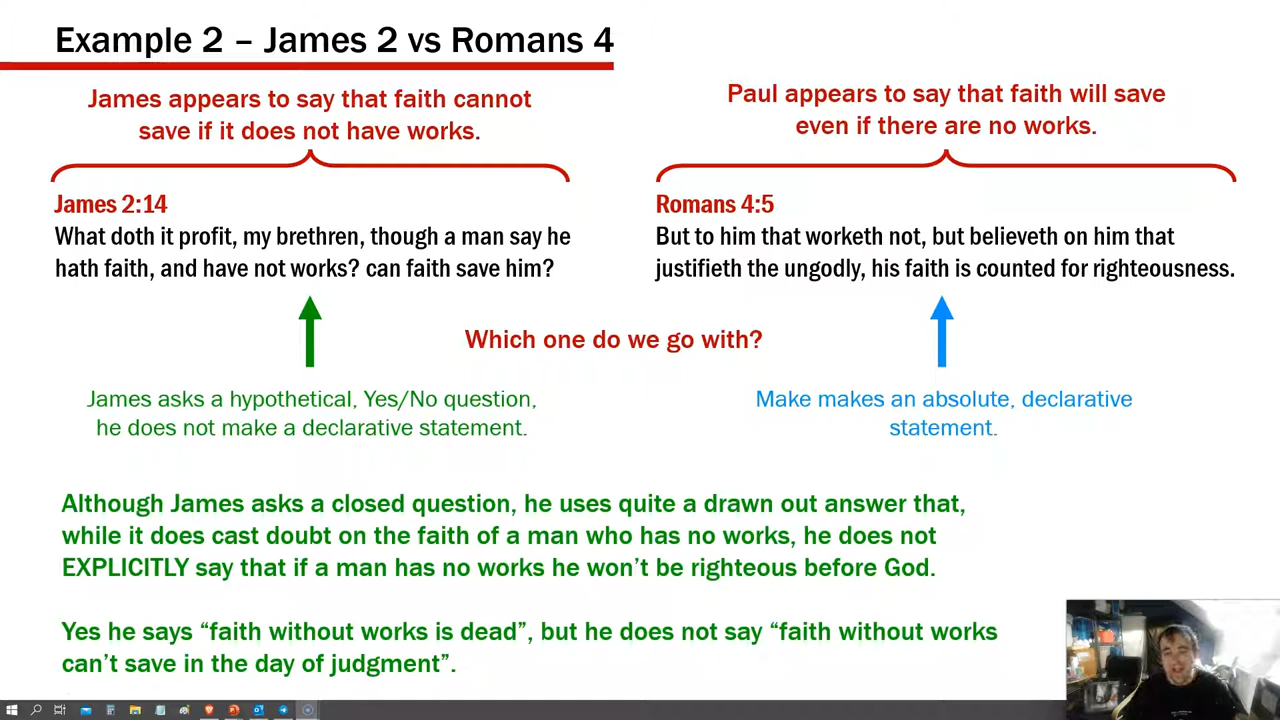 Example 2 – James 2 vs Romans 4
James appears to say that faith cannot
save if it does not have works.
Paul appears to say that faith will save
even if there are no works.
James 2:14
What doth it profit, my brethren, though a man say he
hath faith, and have not works? can faith save him?
Romans 4:5
But to him that worketh not, but believeth on him that
justifieth the ungodly, his faith is counted for righteousness.
Which one do we go with?
James asks a hypothetical, Yes/No question,
he does not make a declarative statement.
Make makes an absolute, declarative
statement.
Although James asks a closed question, he uses quite a drawn out answer that,
while it does cast doubt on the faith of a man who has no works, he does not
EXPLICITLY say that if a man has no works he won’t be righteous before God.
Yes he says “faith without works is dead”, but he does not say “faith without works
can’t save in the day of judgment”.